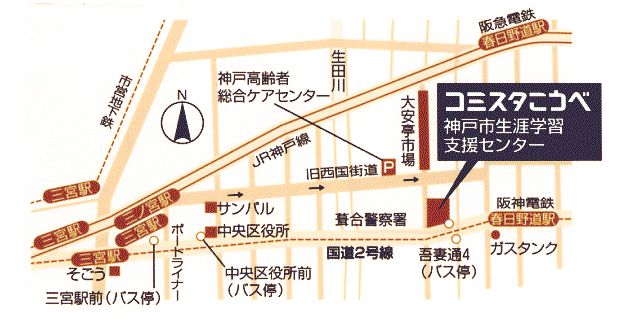 阪急電鉄
春日野道駅
市営地下鉄
生田川
神戸高齢者
総合ケアセンター
N
大安亭市場
コミスタこうべ
神戸市生涯学習
支援センター
JR神戸線
P
旧西国街道
三宮駅
三ノ宮駅
三宮駅
三宮駅
三宮駅
サンパル
中央区役所
葺合警察署
阪神電鉄
春日野道駅
ポートライナー
国道2号線
ガスタンク
そごう
中央区役所前
(バス停)
吾妻通4
(バス停)
三宮駅前(バス停)